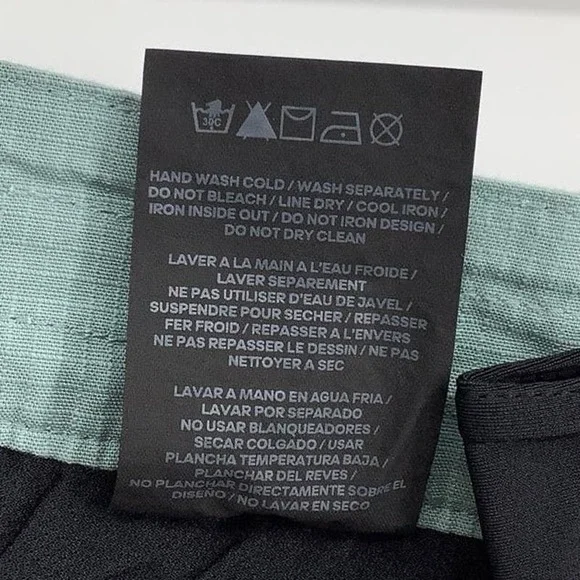 30C
HAND WASH COLD / WASH SEPARATELY /
DO NOT BLEACH / LINE DRY / COOL IRON /
IRON INSIDE OUT / DO NOT IRON DESIGN /
DO NOT DRY CLEAN
LAVER A LA MAIN A L'EAU FROIDE /
LAVER SEPAREMENT
NE PAS UTILISER D'EAU DE JAVEL /
SUSPENDRE POUR SECHER / REPASSER
FER FROID / REPASSER A L'ENVERS
NE PAS REPASSER LE DESSIN / NE PAS
NETTOYER A SEC
LAVAR A MANO EN AGUA FRIA /
LAVAR POR SEPARADO
NO USAR BLANQUEADORES /
SECAR COLGADO / USAR
PLANCHA TEMPERATURA BAJA /
PLANCHAR DEL REVES /
NO PLANCHAR DIRECTAMENTE SOBRE EL
DISEÑO / NO LAVAR EN SECO